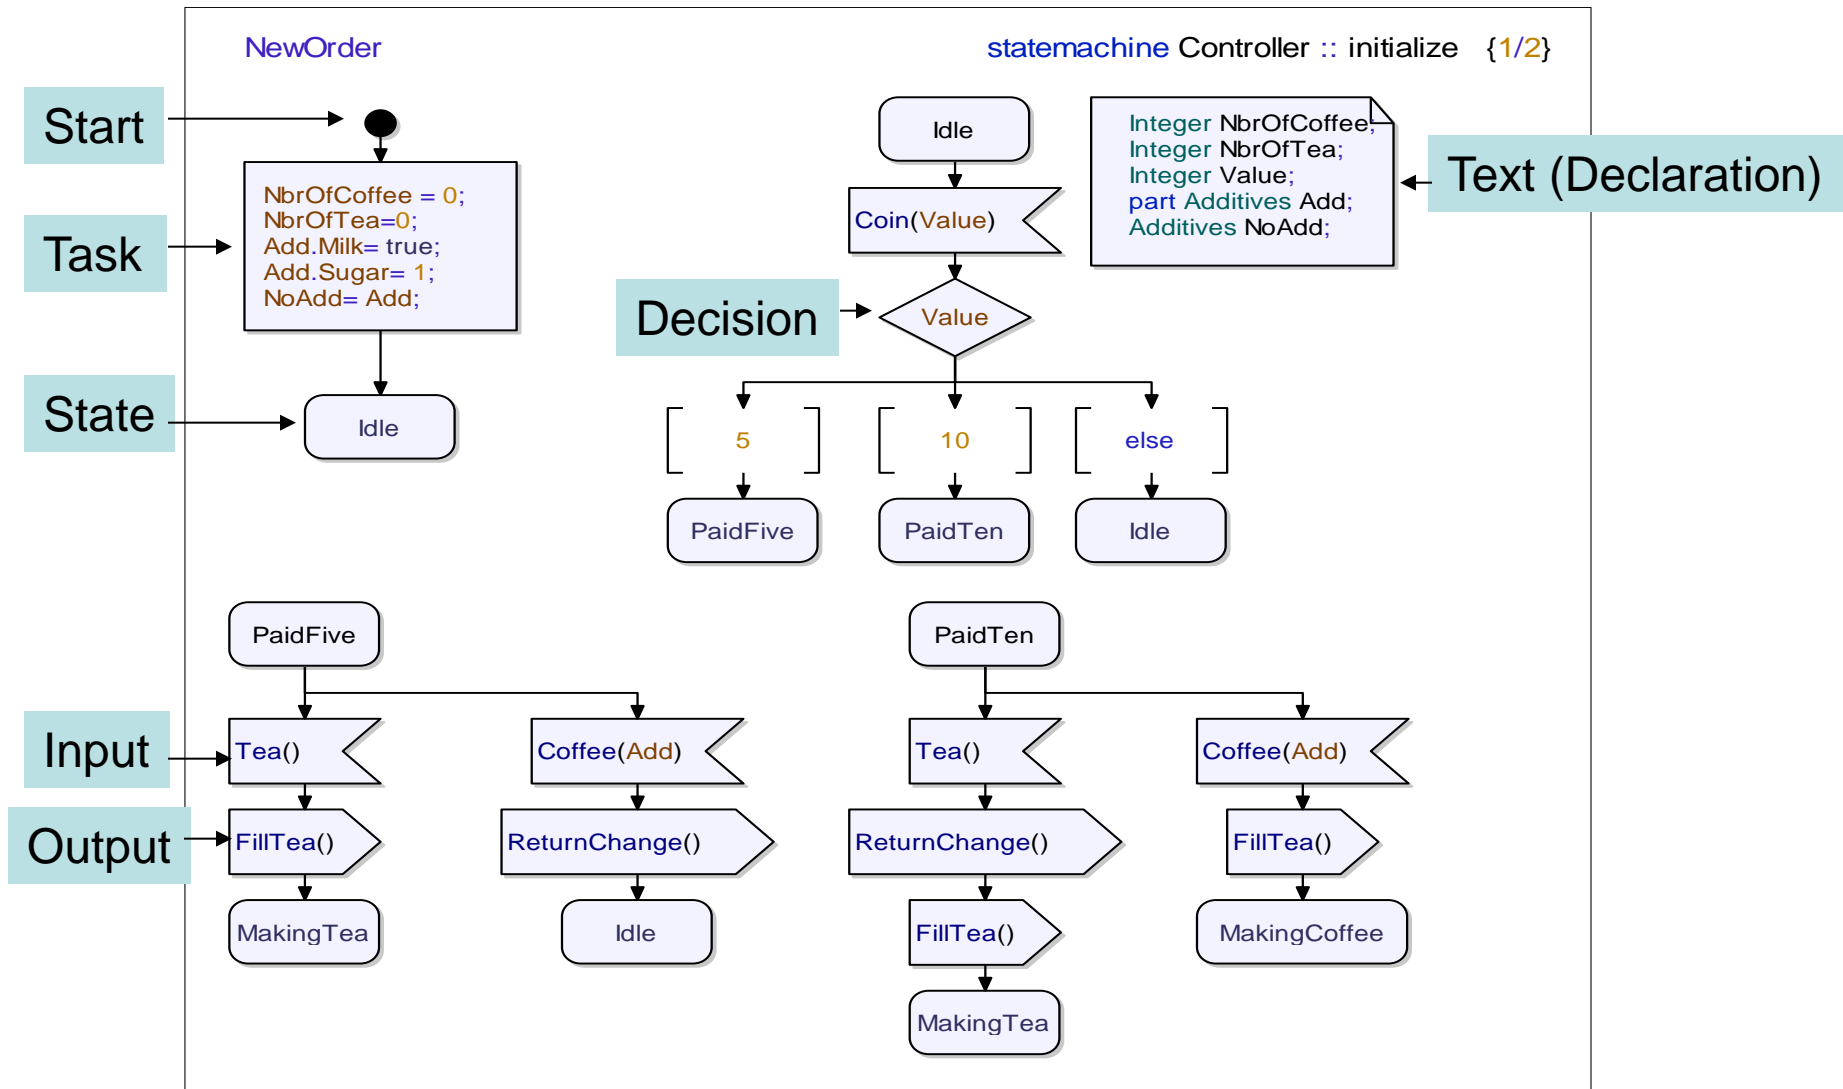 NewOrder
statemachine Controller :: initialize {1/2}
Start
Task
State
NbrOfCoffee = 0;
NbrOfTea=0;
Add.Milk= true;
Add.Sugar= 1;
NoAdd= Add;
Idle
Idle
Coin(Value)
Decision
Value
5
10
else
PaidFive
PaidTen
Idle
Integer NbrOfCoffee;
Integer NbrOfTea;
Integer Value;
part Additives Add;
Additives NoAdd;
Text (Declaration)
Input
Output
PaidFive
Tea()
Coffee(Add)
FillTea()
ReturnChange()
MakingTea
Idle
PaidTen
Tea()
Coffee(Add)
ReturnChange()
FillTea()
FillTea()
MakingCoffee
MakingTea